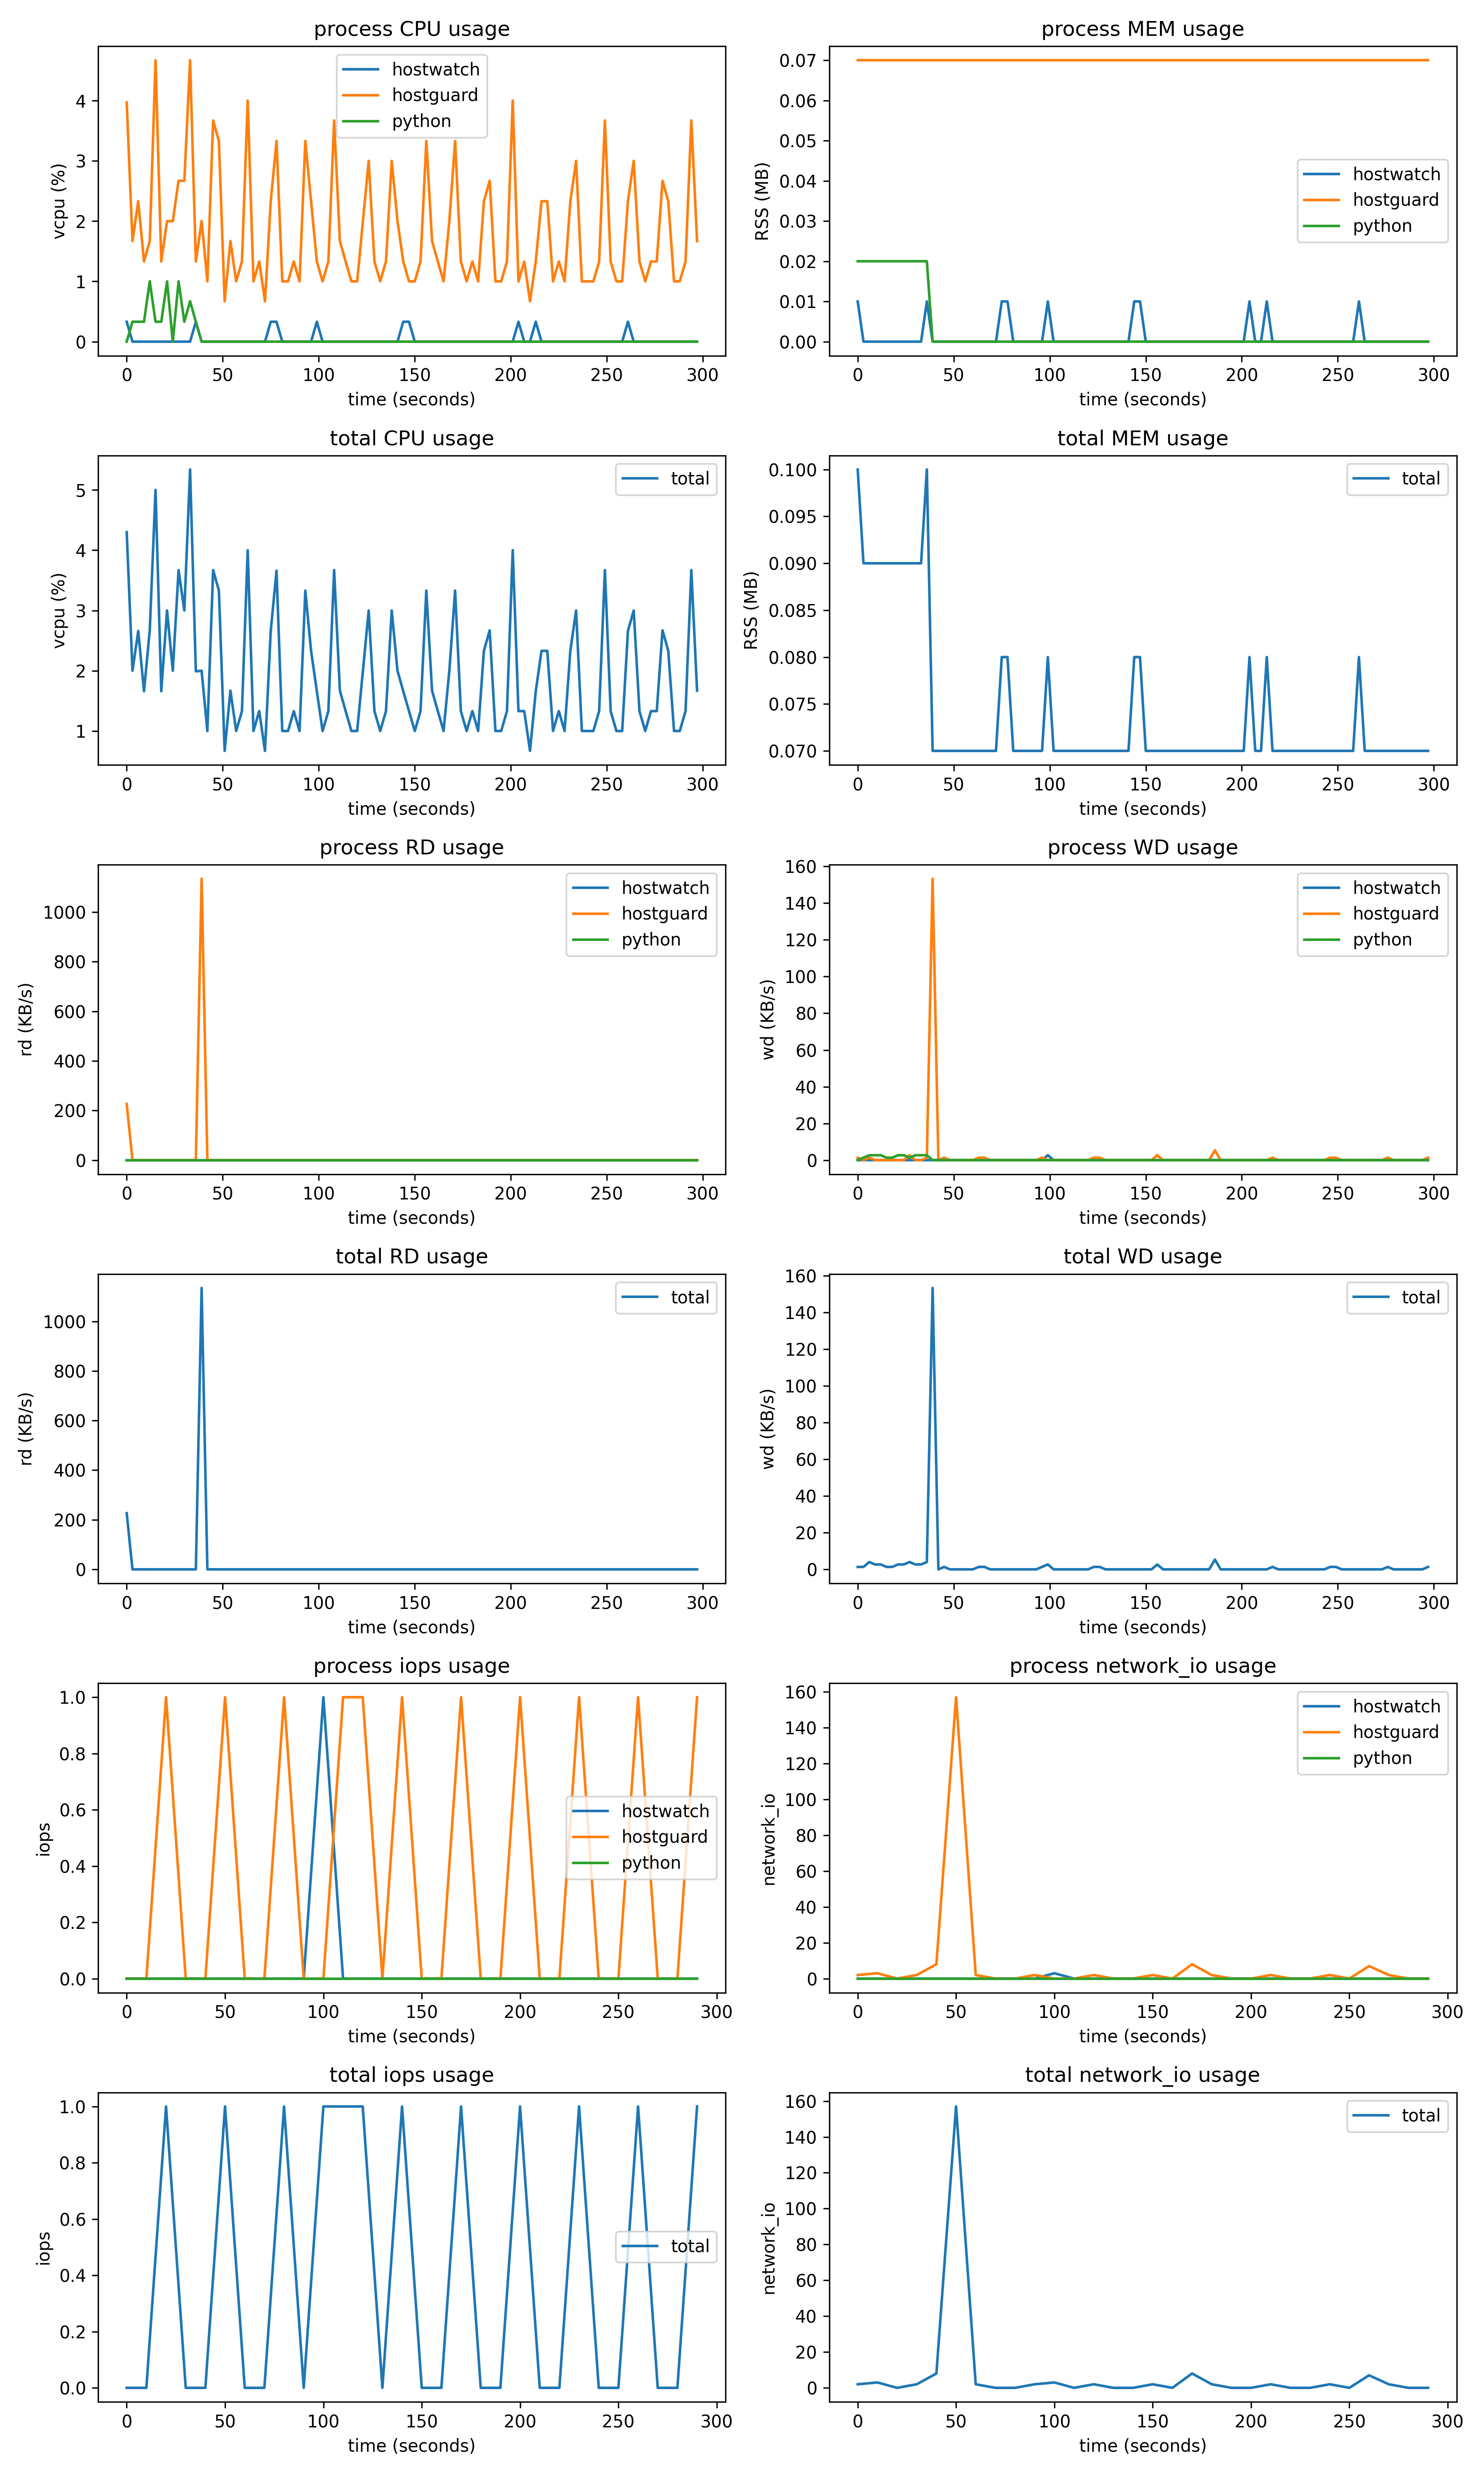 process CPU usage
vcpu (%)
4
3
2
1
0
hostwatch
hostguard
python
0 50 100 150 200 250 300
time (seconds)
process MEM usage
RSS (MB)
0.07
0.06
0.05
0.04
0.03
0.02
0.01
0.00
hostwatch
hostguard
python
0 50 100 150 200 250 300
time (seconds)
total CPU usage
vcpu (%)
5
4
3
2
1
total
0 50 100 150 200 250 300
time (seconds)
total MEM usage
RSS (MB)
0.100
0.095
0.090
0.085
0.080
0.075
0.070
total
0 50 100 150 200 250 300
time (seconds)
process RD usage
rd (KB/s)
1000
800
600
400
200
0
hostwatch
hostguard
python
0 50 100 150 200 250 300
time (seconds)
process WD usage
wd (KB/s)
160
140
120
100
80
60
40
20
0
hostwatch
hostguard
python
0 50 100 150 200 250 300
time (seconds)
total RD usage
rd (KB/s)
1000
800
600
400
200
0
total
0 50 100 150 200 250 300
time (seconds)
total WD usage
wd (KB/s)
160
140
120
100
80
60
40
20
0
total
0 50 100 150 200 250 300
time (seconds)
process iops usage
iops
1.0
0.8
0.6
0.4
0.2
0.0
hostwatch
hostguard
python
0 50 100 150 200 250 300
time (seconds)
process network_io usage
network_io
160
140
120
100
80
60
40
20
0
hostwatch
hostguard
python
0 50 100 150 200 250 300
time (seconds)
total iops usage
iops
1.0
0.8
0.6
0.4
0.2
0.0
total
0 50 100 150 200 250 300
time (seconds)
total network_io usage
network_io
160
140
120
100
80
60
40
20
0
total
0 50 100 150 200 250 300
time (seconds)